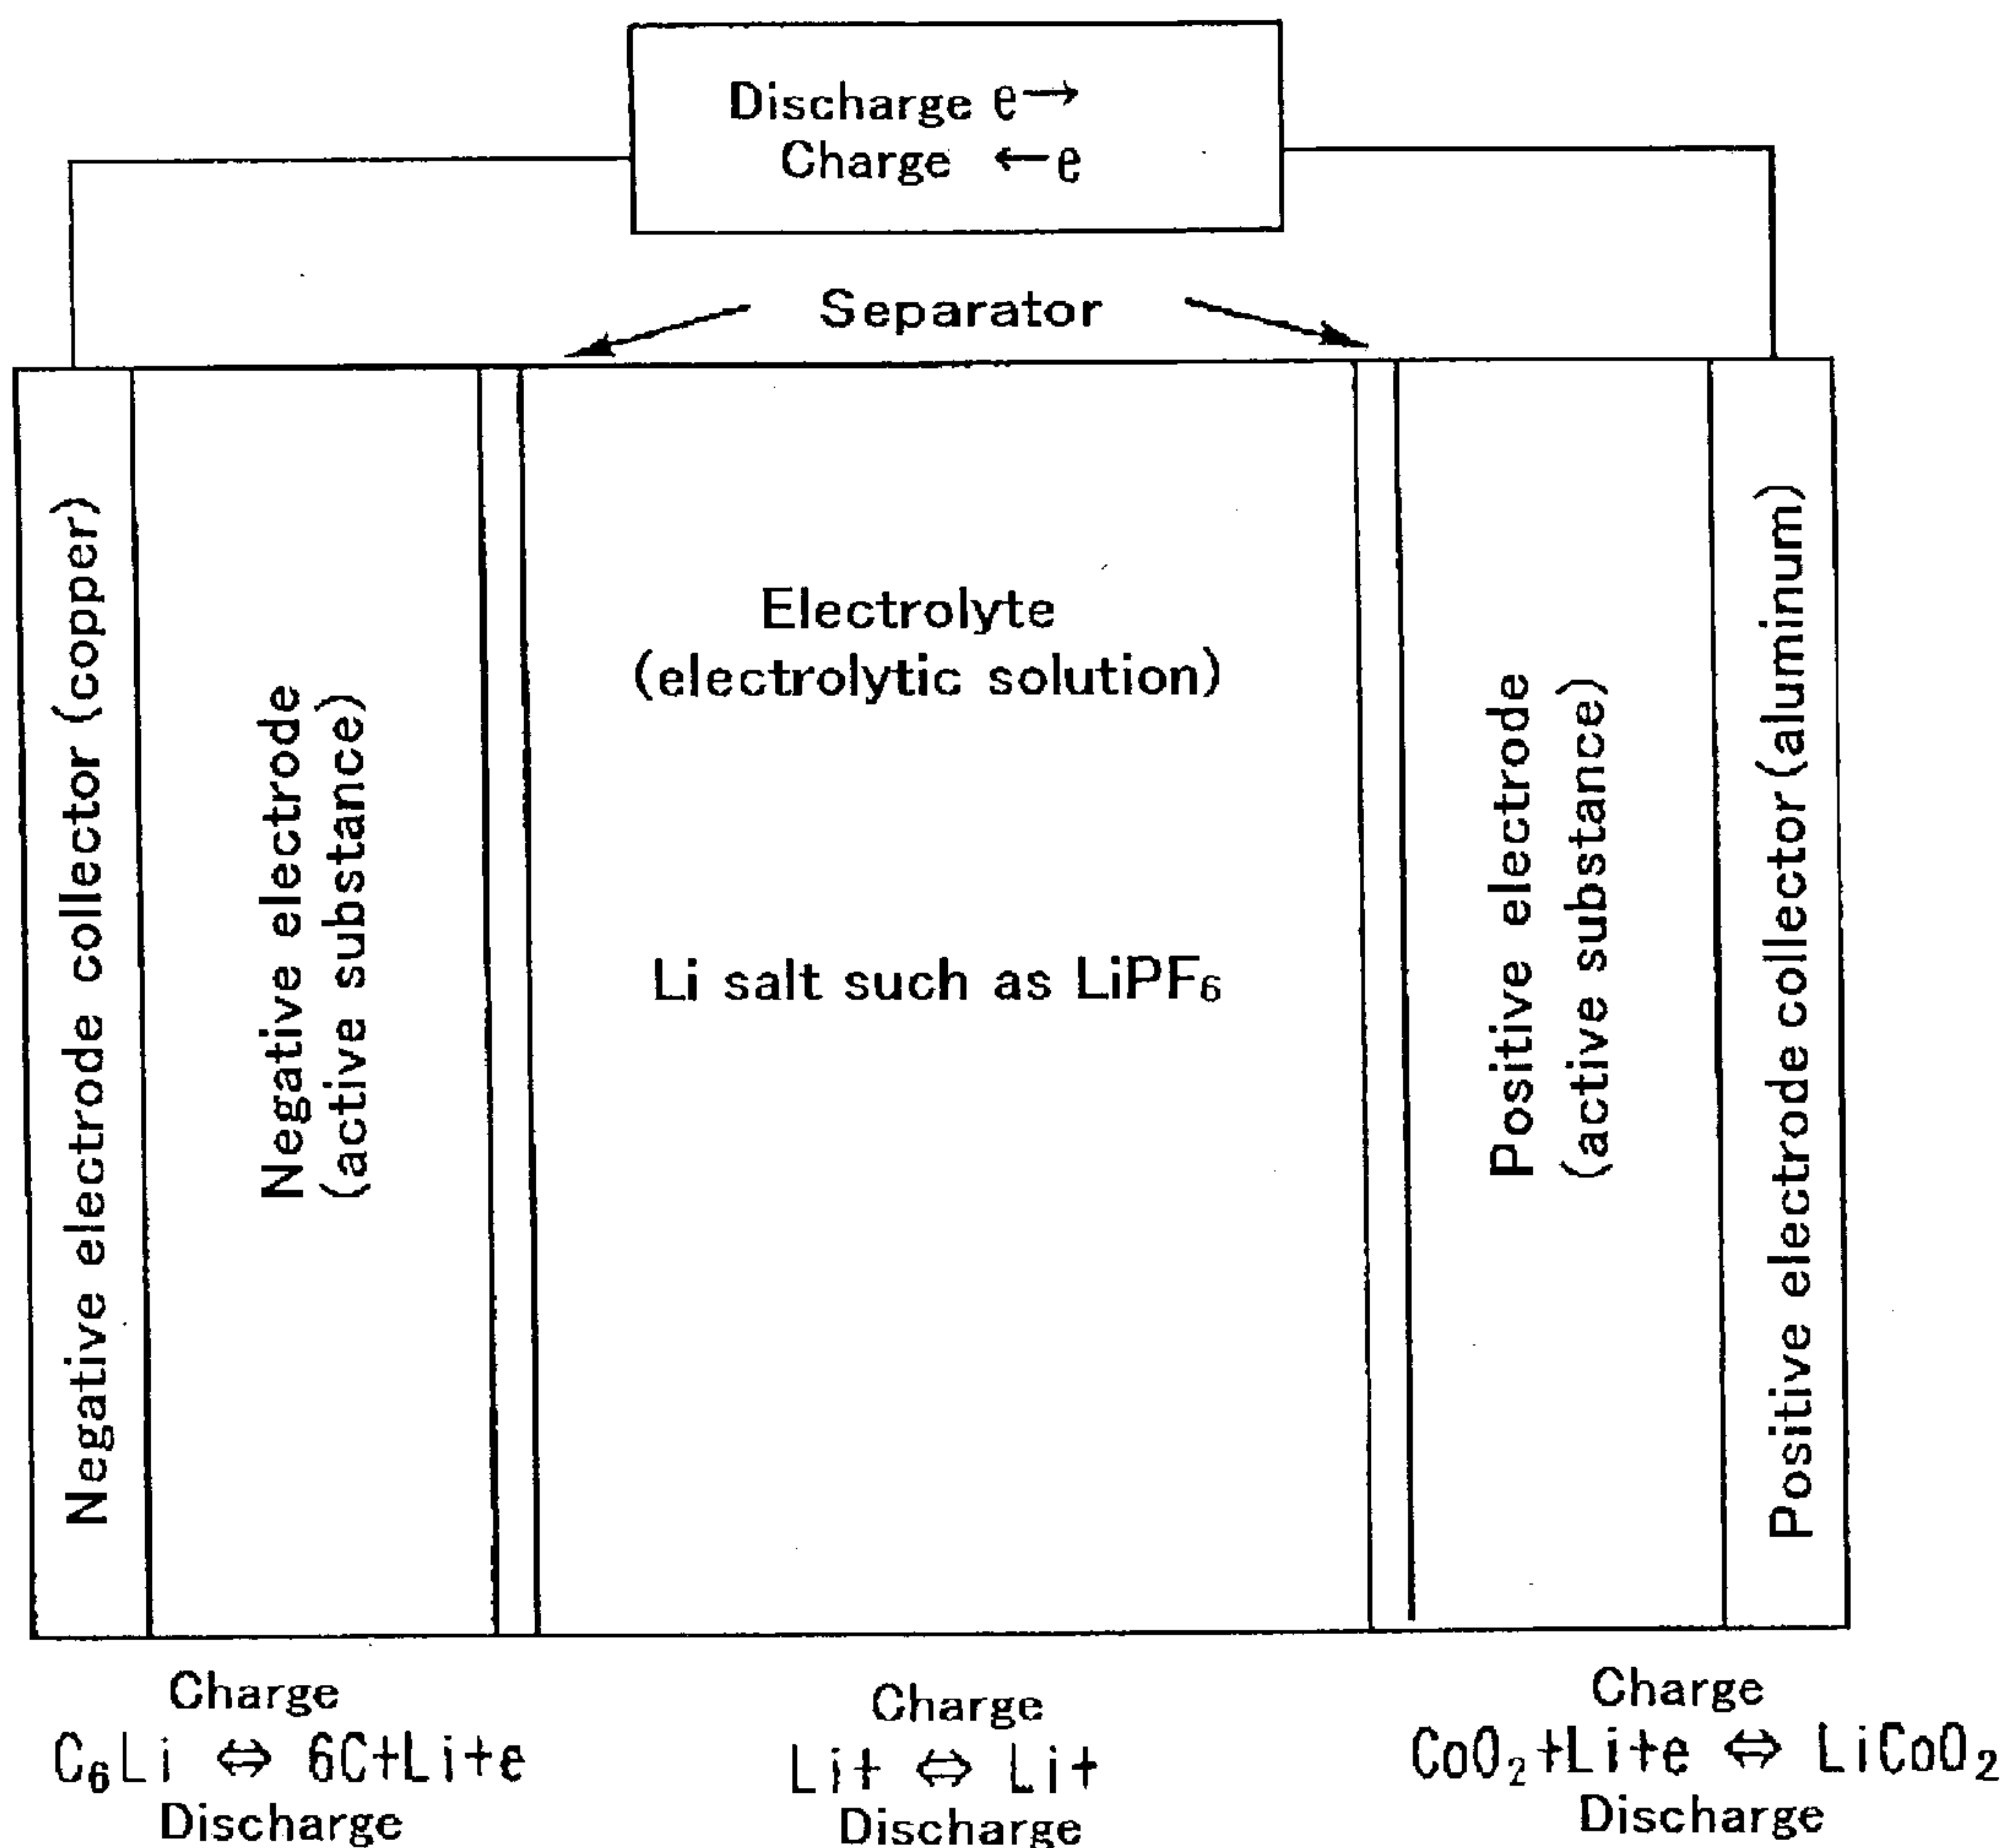 Discharge e→
Charge ←e
Separator
Negative electrode collector (copper)
Negative electrode
(active substance)
Electrolyte
(electrolytic solution)
Li salt such as LiPF₆
Positive electrode
(active substance)
Positive electrode collector (aluminum)
Charge
C₆Li ⇔ 6C+Li+e
Discharge
Charge
Li+ ⇔ Li+
Discharge
Charge
CoO₂+Li+e ⇔ LiCoO₂
Discharge